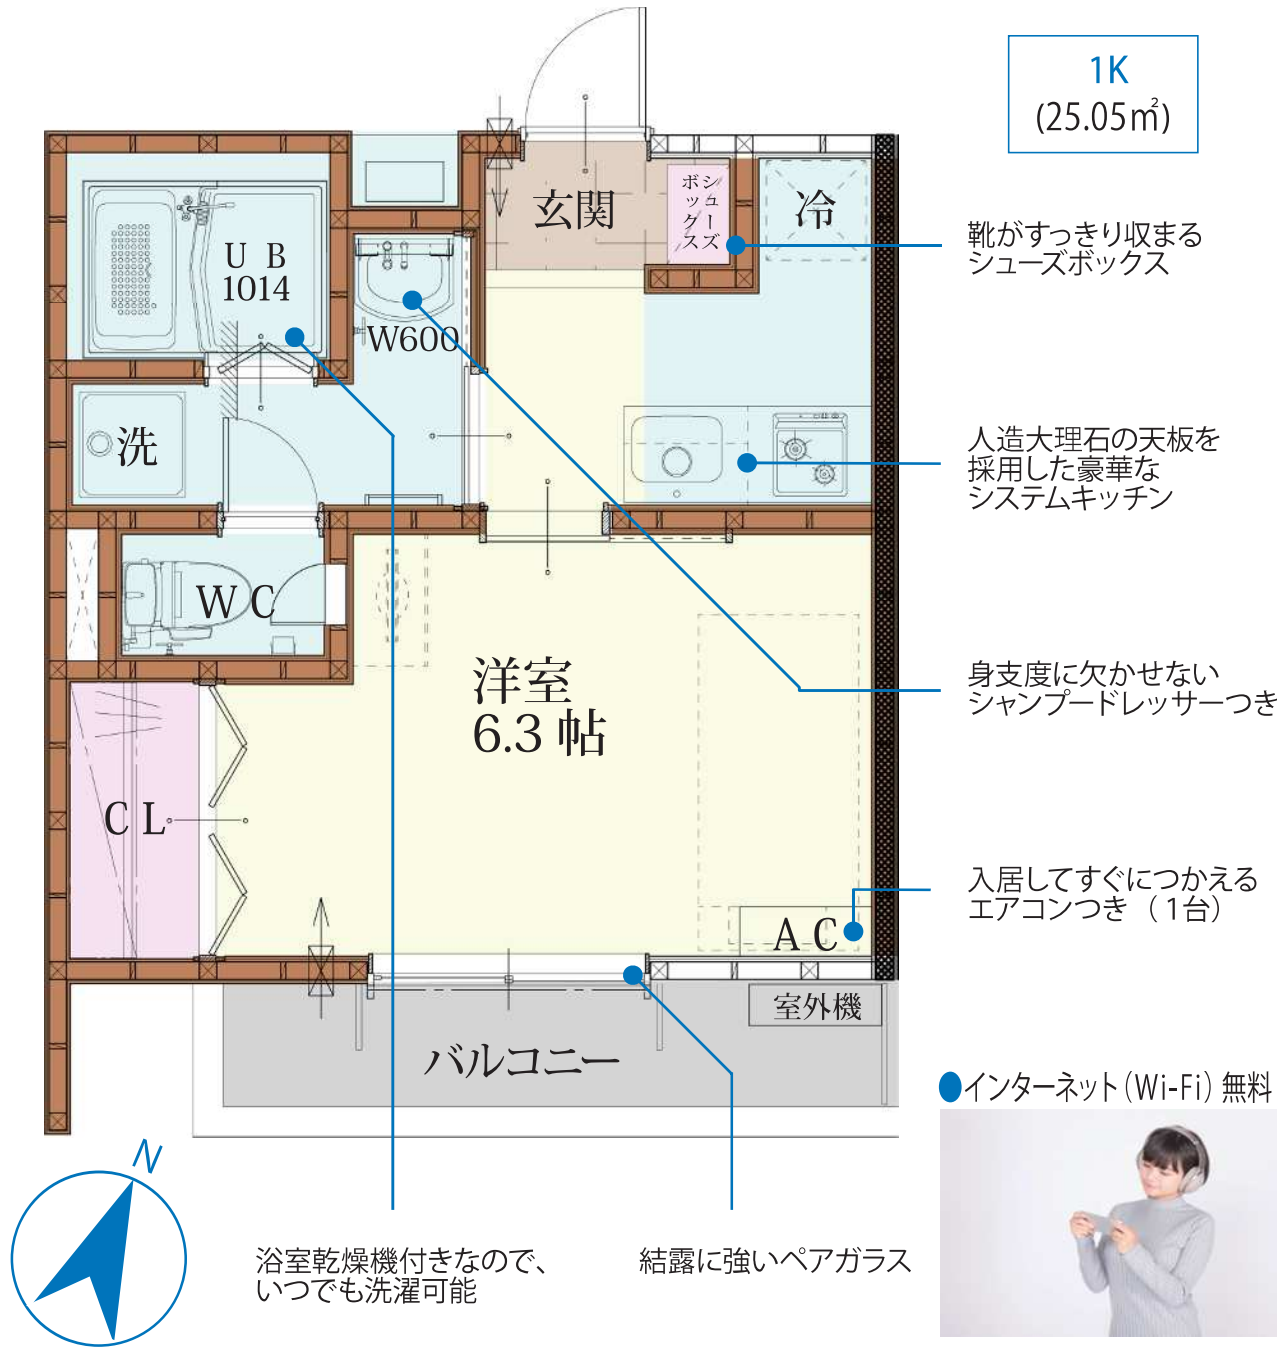 1K
(25.05㎡)
玄関
シューズ
ボックス
冷
靴がすっきり収まる
シューズボックス
UB
1014
W600
洗
人造大理石の天板を
採用した豪華な
システムキッチン
WC
洋室
6.3 帖
身支度に欠かせない
シャンプードレッサーつき
CL
入居してすぐにつかえる
エアコンつき (1台)
AC
室外機
バルコニー
●インターネット(Wi-Fi) 無料
N
浴室乾燥機付きなので、
いつでも洗濯可能
結露に強いペアガラス